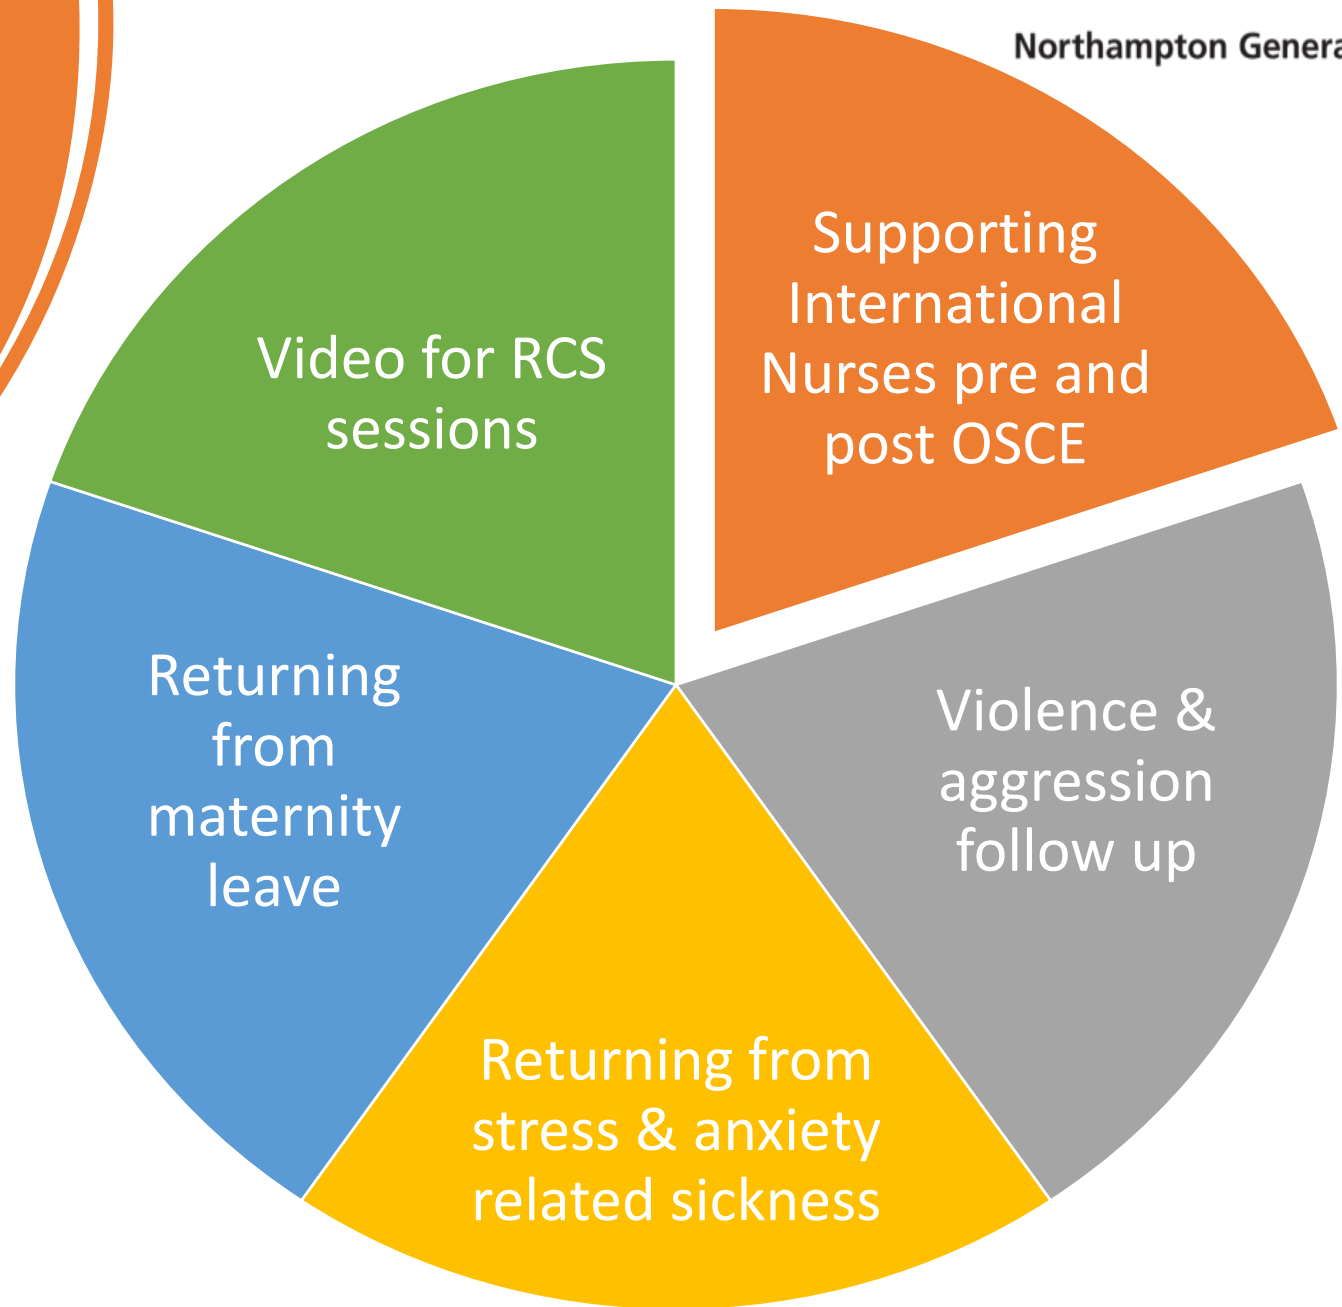 Northampton Genera
Supporting
International
Nurses pre and
post OSCE
Video for RCS
sessions
Violence &
aggression
follow up
Returning
from
maternity
leave
Returning from
stress & anxiety
related sickness